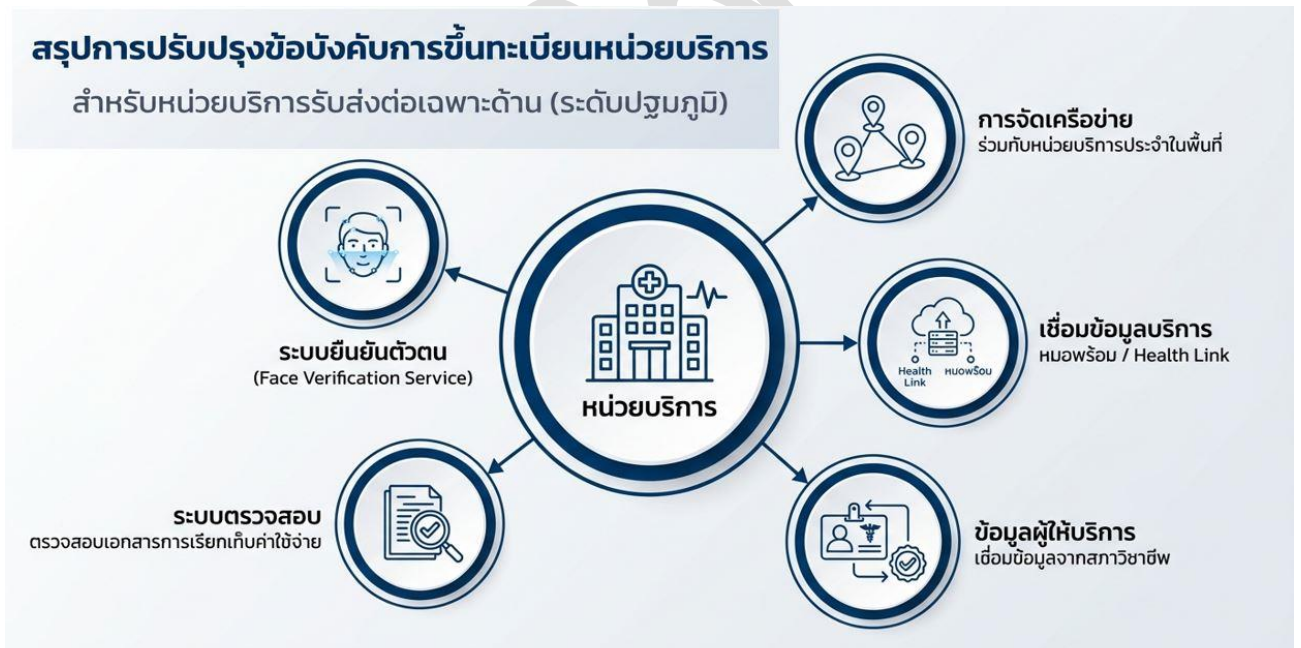 สรุปการปรับปรุงข้อบังคับการขึ้นทะเบียนหน่วยบริการ
สำหรับหน่วยบริการรับส่งต่อเฉพาะด้าน (ระดับปฐมภูมิ)
การจัดเครือข่าย
ร่วมกับหน่วยบริการประจำในพื้นที่
ระบบยืนยันตัวตน
(Face Verification Service)
หน่วยบริการ
Health
Link
หมอพร้อม
เชื่อมข้อมูลบริการ
หมอพร้อม / Health Link
ระบบตรวจสอบ
ตรวจสอบเอกสารการเรียกเก็บค่าใช้จ่าย
ข้อมูลผู้ให้บริการ
เชื่อมข้อมูลจากสภาวิชาชีพ